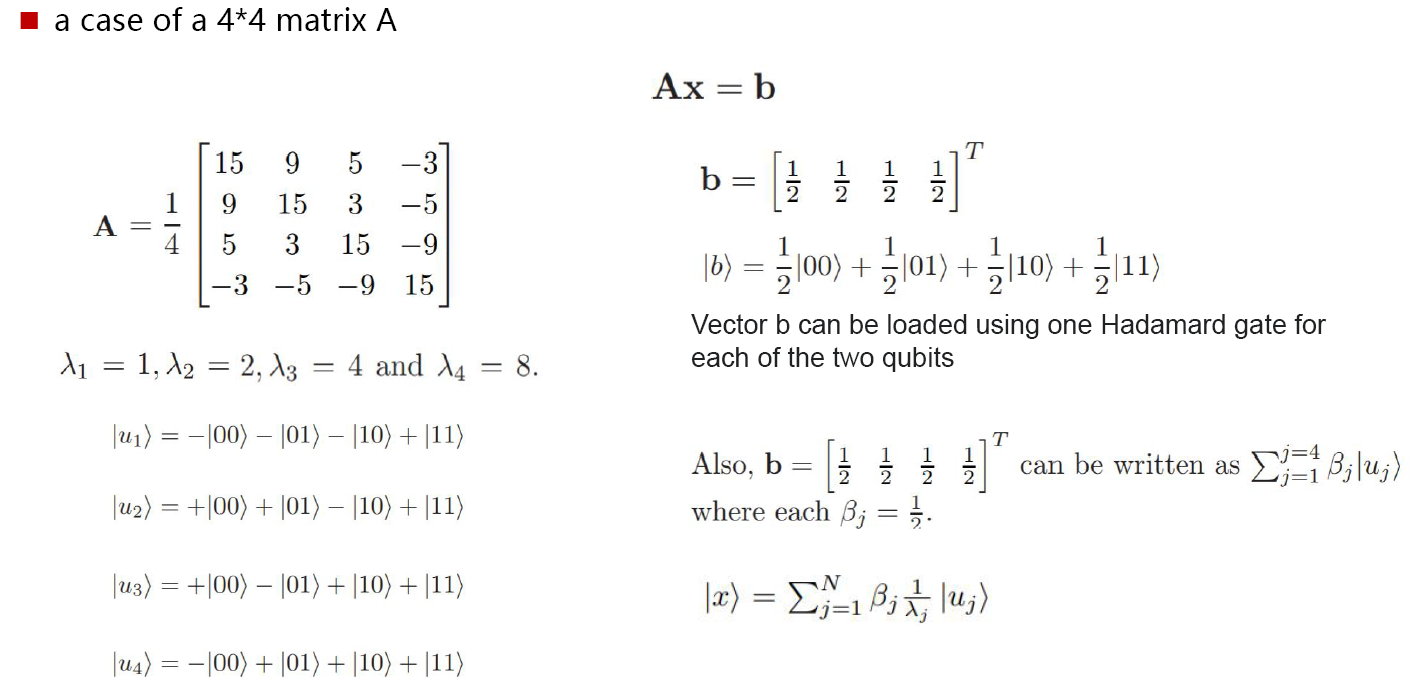 ■ a case of a 4*4 matrix A
Ax = b
A = 1/4 [15 9 5 −3
9 15 3 −5
5 3 15 −9
−3 −5 −9 15]
λ₁ = 1, λ₂ = 2, λ₃ = 4 and λ₄ = 8.
|u₁⟩ = −|00⟩ − |01⟩ − |10⟩ + |11⟩
|u₂⟩ = +|00⟩ + |01⟩ − |10⟩ + |11⟩
|u₃⟩ = +|00⟩ − |01⟩ + |10⟩ + |11⟩
|u₄⟩ = −|00⟩ + |01⟩ + |10⟩ + |11⟩
b = [1/2 1/2 1/2 1/2]ᵀ
|b⟩ = 1/2|00⟩ + 1/2|01⟩ + 1/2|10⟩ + 1/2|11⟩
Vector b can be loaded using one Hadamard gate for
each of the two qubits
Also, b = [1/2 1/2 1/2 1/2]ᵀ can be written as ∑_{j=1}^{j=4} βⱼ|uⱼ⟩
where each βⱼ = 1/2.
|x⟩ = ∑_{j=1}^{N} βⱼ 1/λⱼ |uⱼ⟩